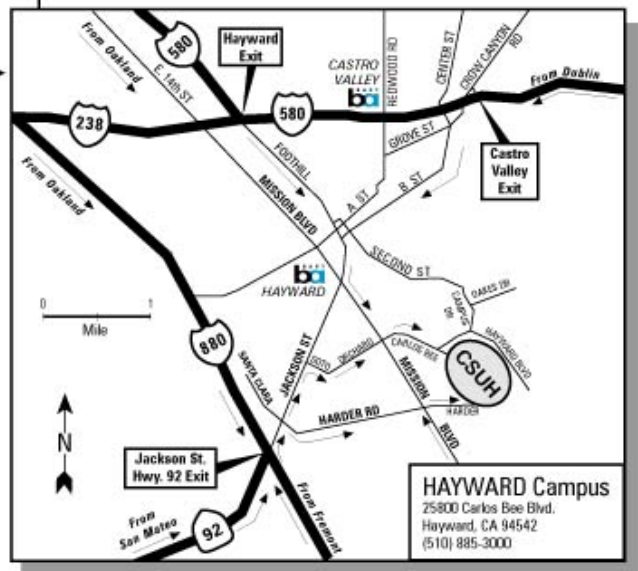 From Oakland
580
E. 14th ST
Hayward
Exit
CASTRO
VALLEY
ba
REDWOOD RD
CENTER ST
CROW CANYON
RD
From Dublin
238
580
GROVE ST
Castro
Valley
Exit
From Oakland
FOOTHILL
MISSION BLVD
A ST
B ST
ba
HAYWARD
SECOND ST
OAKES DR
CAMPUS
DR
HAYWARD BLVD
0
1
Mile
880
SANTA CLARA
JACKSON ST
SOTO
ORCHARD
CARLOS BEE
MISSION
BLVD
CSUH
HARDER RD
HARDER
N
Jackson St.
Hwy. 92 Exit
From
San Mateo
92
From Fremont
HAYWARD Campus
25800 Carlos Bee Blvd.
Hayward, CA 94542
(510) 885-3000